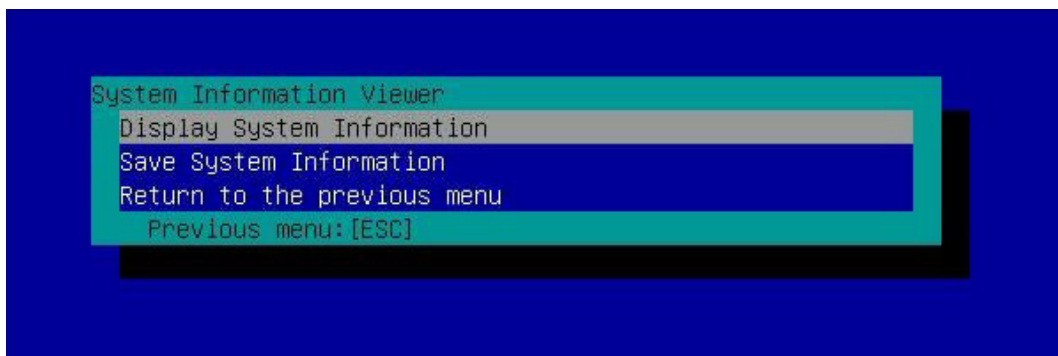 System Information Viewer
Display System Information
Save System Information
Return to the previous menu
Previous menu:[ESC]